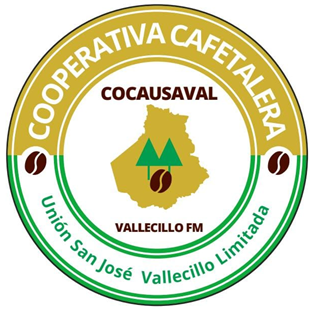 COOPERATIVA CAFETALERA
COCAUSAVAL
VALLECILLO FM
Unión San José Vallecillo Limitada